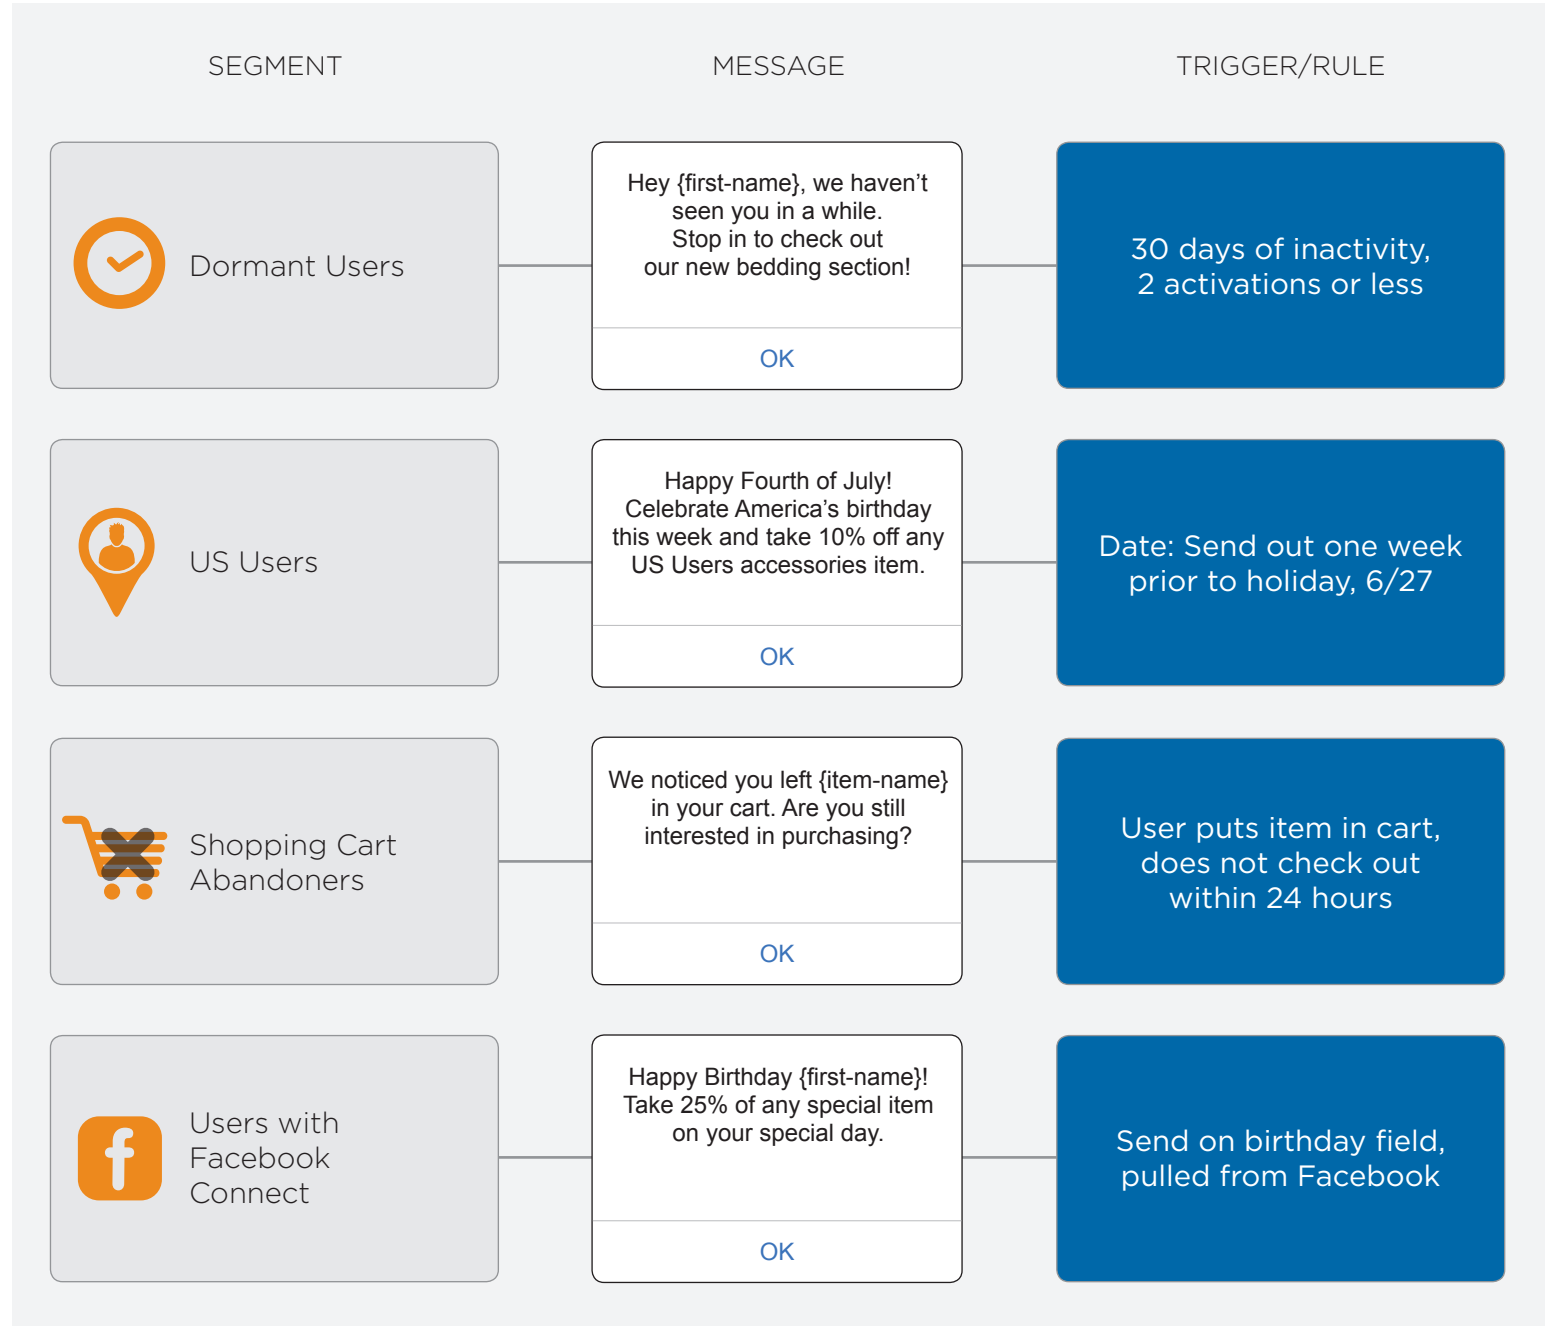 SEGMENT
MESSAGE
TRIGGER/RULE
Dormant Users
Hey {first-name}, we haven’t
seen you in a while.
Stop in to check out
our new bedding section!
OK
30 days of inactivity,
2 activations or less
US Users
Happy Fourth of July!
Celebrate America’s birthday
this week and take 10% off any
US Users accessories item.
OK
Date: Send out one week
prior to holiday, 6/27
Shopping Cart
Abandoners
We noticed you left {item-name}
in your cart. Are you still
interested in purchasing?
OK
User puts item in cart,
does not check out
within 24 hours
f
Users with
Facebook
Connect
Happy Birthday {first-name}!
Take 25% of any special item
on your special day.
OK
Send on birthday field,
pulled from Facebook